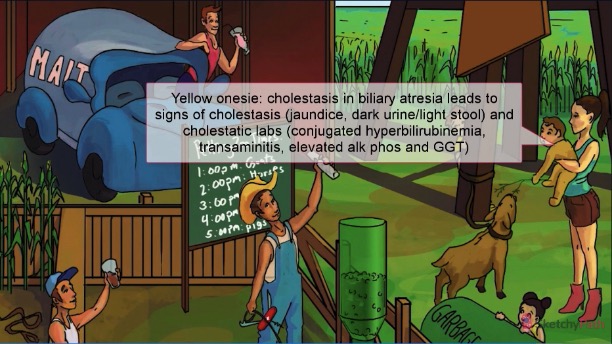 MAIT
Yellow onesie: cholestasis in biliary atresia leads to
signs of cholestasis (jaundice, dark urine/light stool) and
cholestatic labs (conjugated hyperbilirubinemia,
transaminitis, elevated alk phos and GGT)
1:00pm: Goats
2:00pm: Horses
3:00pm
4:00pm
5:00pm: pigs
GARBAGE